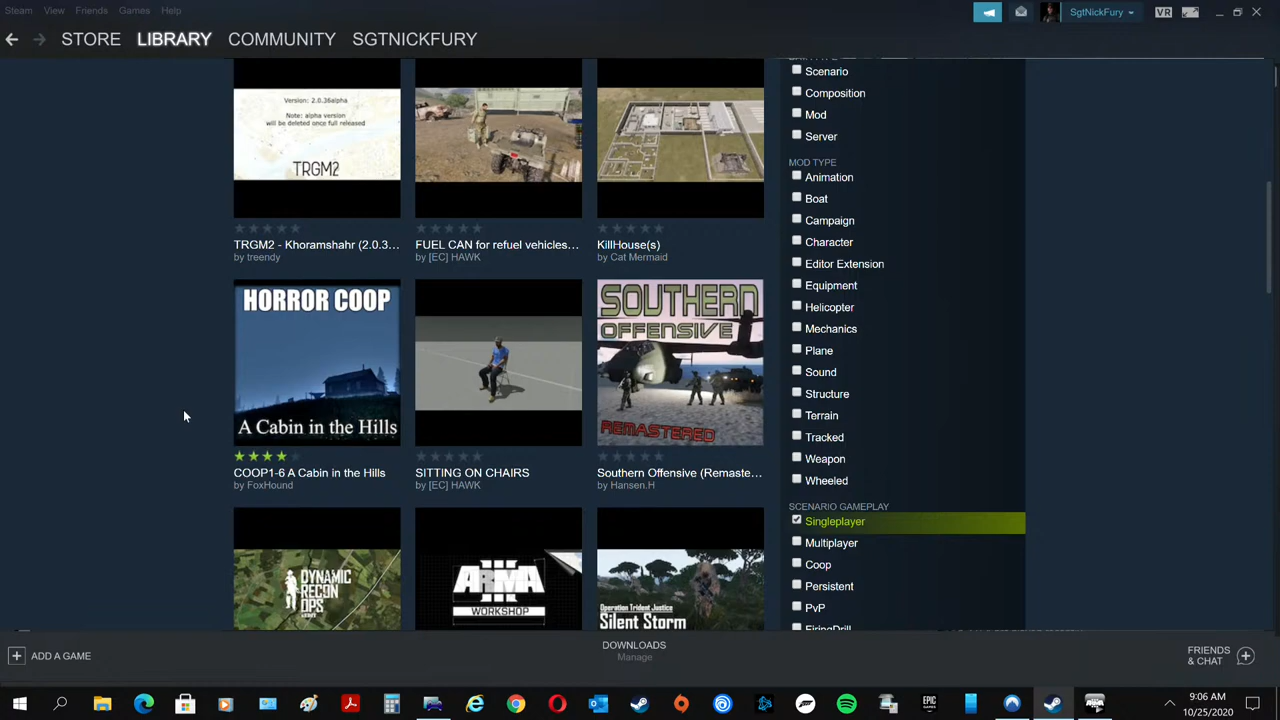 Steam View Friends Games Help
SgtNickFury
VR
STORE LIBRARY COMMUNITY SGTNICKFURY
Version: 2.0.36alpha
Note: alpha version
will be deleted once full released
TRGM2
TRGM2 - Khoramshahr (2.0.3...
by treendy
FUEL CAN for refuel vehicles...
by [EC] HAWK
KillHouse(s)
by Cat Mermaid
HORROR COOP
A Cabin in the Hills
COOP1-6 A Cabin in the Hills
by FoxHound
SITTING ON CHAIRS
by [EC] HAWK
SOUTHERN
OFFENSIVE
REMASTERED
Southern Offensive (Remaste...
by Hansen.H
DYNAMIC
RECON
OPS
ARMA III
WORKSHOP
Operation Trident Justice
Silent Storm
Scenario
Composition
Mod
Server
MOD TYPE
Animation
Boat
Campaign
Character
Editor Extension
Equipment
Helicopter
Mechanics
Plane
Sound
Structure
Terrain
Tracked
Weapon
Wheeled
SCENARIO GAMEPLAY
Singleplayer
Multiplayer
Coop
Persistent
PvP
FiringDrill
ADD A GAME
DOWNLOADS
Manage
FRIENDS
& CHAT
EPIC
GAMES
9:06 AM
10/25/2020